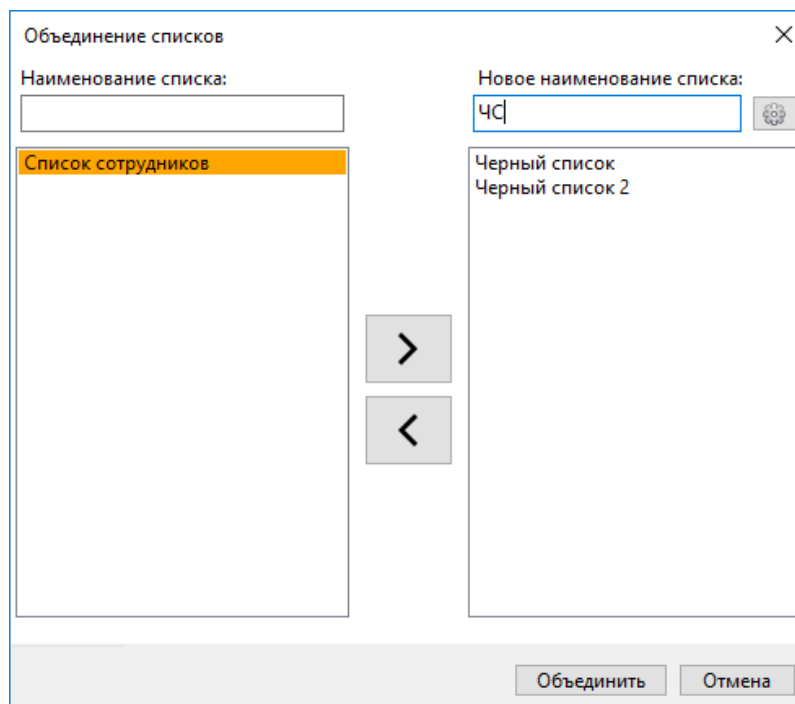 Объединение списков
Наименование списка:
Новое наименование списка:
ЧС
Список сотрудников
Черный список
Черный список 2
Объединить
Отмена